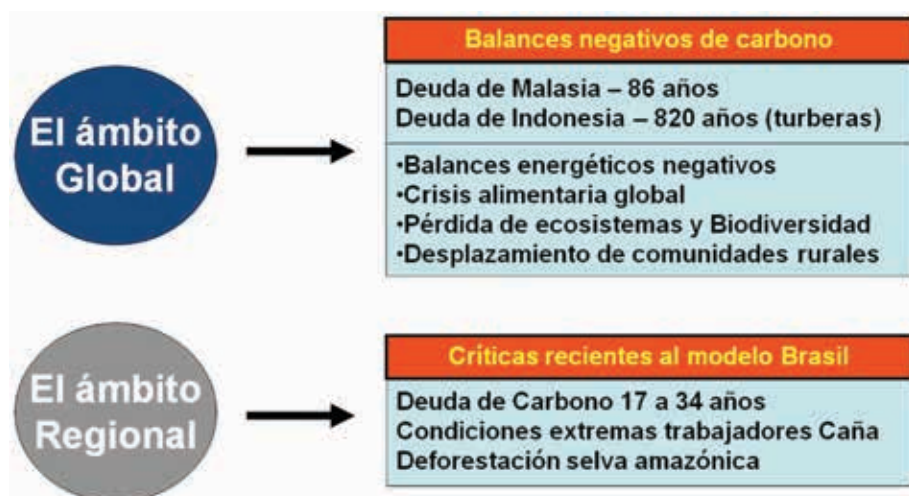 El ámbito
Global
Balances negativos de carbono
Deuda de Malasia – 86 años
Deuda de Indonesia – 820 años (turberas)
•Balances energéticos negativos
•Crisis alimentaria global
•Pérdida de ecosistemas y Biodiversidad
•Desplazamiento de comunidades rurales
El ámbito
Regional
Críticas recientes al modelo Brasil
Deuda de Carbono 17 a 34 años
Condiciones extremas trabajadores Caña
Deforestación selva amazónica